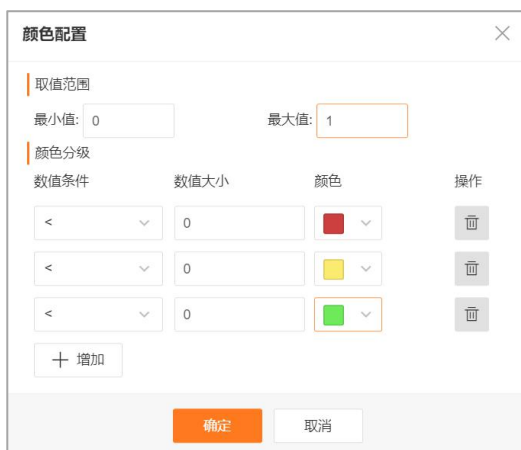 颜色配置
取值范围
最小值: 0 最大值: 1
颜色分级
数值条件 数值大小 颜色 操作
< 0
< 0
< 0
增加
确定 取消